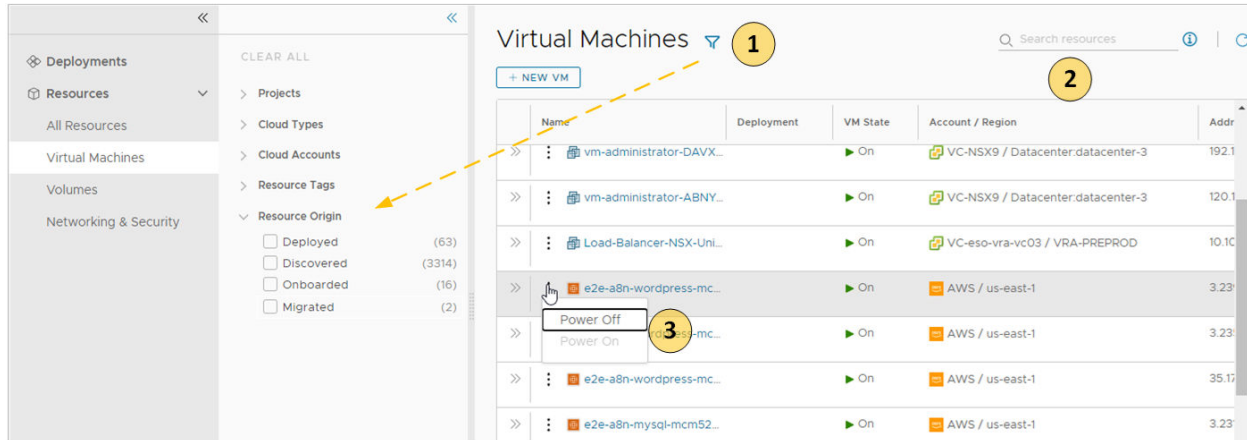 Deployments
Resources
All Resources
Virtual Machines
Volumes
Networking & Security
CLEAR ALL
Projects
Cloud Types
Cloud Accounts
Resource Tags
Resource Origin
Deployed (63)
Discovered (3314)
Onboarded (16)
Migrated (2)
Virtual Machines 1
Search resources
2
+ NEW VM
Name Deployment VM State Account / Region Addr
vm-administrator-DAVX... On VC-NSX9 / Datacenter:datacenter-3 192.1
vm-administrator-ABNY... On VC-NSX9 / Datacenter:datacenter-3 120.1
Load-Balancer-NSX-Uni... On VC-eso-vra-vc03 / VRA-PREPROD 10.10
e2e-a8n-wordpress-mc... On AWS / us-east-1 3.23
Power Off
3
Power On
On AWS / us-east-1 3.23
e2e-a8n-wordpress-mc... On AWS / us-east-1 35.17
e2e-a8n-mysql-mcm52... On AWS / us-east-1 3.23